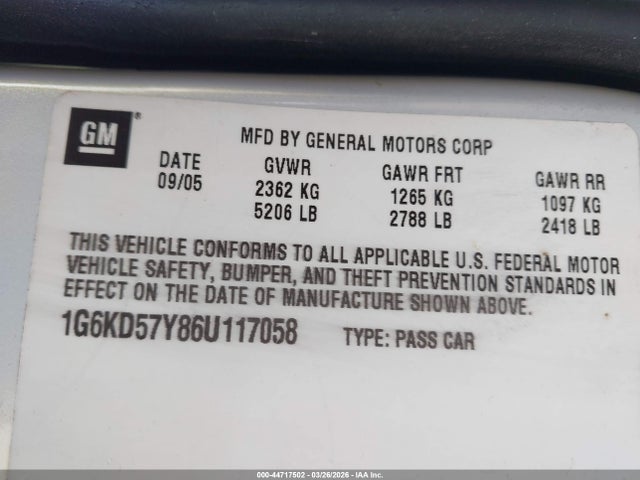 GM®
MFD BY GENERAL MOTORS CORP
DATE GVWR GAWR FRT GAWR RR
09/05 2362 KG 1265 KG 1097 KG
5206 LB 2788 LB 2418 LB
THIS VEHICLE CONFORMS TO ALL APPLICABLE U.S. FEDERAL MOTOR
VEHICLE SAFETY, BUMPER, AND THEFT PREVENTION STANDARDS IN
EFFECT ON THE DATE OF MANUFACTURE SHOWN ABOVE.
1G6KD57Y86U117058 TYPE: PASS CAR
000-44717502 | 03/26/2026 | IAA Inc.